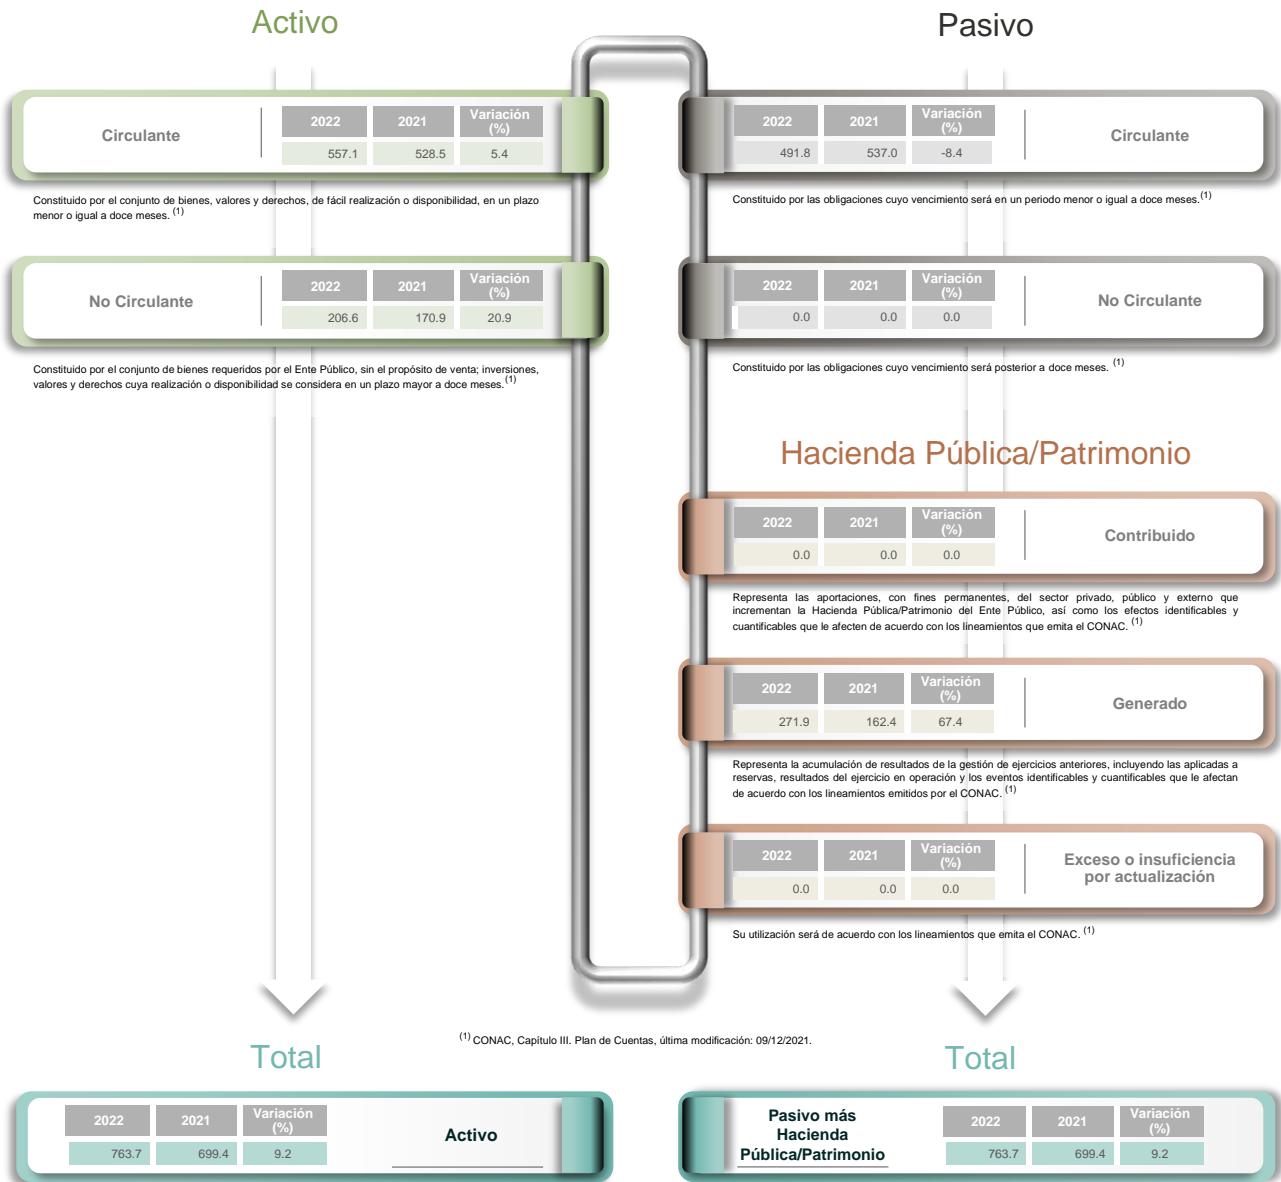 Activo
Circulante
2022 2021 Variación (%)
557.1 528.5 5.4
Constituido por el conjunto de bienes, valores y derechos, de fácil realización o disponibilidad, en un plazo
menor o igual a doce meses. (1)
No Circulante
2022 2021 Variación (%)
206.6 170.9 20.9
Constituido por el conjunto de bienes requeridos por el Ente Público, sin el propósito de venta; inversiones,
valores y derechos cuya realización o disponibilidad se considera en un plazo mayor a doce meses.(1)
Pasivo
2022 2021 Variación (%)
491.8 537.0 -8.4
Circulante
Constituido por las obligaciones cuyo vencimiento será en un periodo menor o igual a doce meses.(1)
2022 2021 Variación (%)
0.0 0.0 0.0
No Circulante
Constituido por las obligaciones cuyo vencimiento será posterior a doce meses. (1)
Hacienda Pública/Patrimonio
2022 2021 Variación (%)
0.0 0.0 0.0
Contribuido
Representa las aportaciones, con fines permanentes, del sector privado, público y externo que
incrementan la Hacienda Pública/Patrimonio del Ente Público, así como los efectos identificables y
cuantificables que le afecten de acuerdo con los lineamientos que emita el CONAC. (1)
2022 2021 Variación (%)
271.9 162.4 67.4
Generado
Representa la acumulación de resultados de la gestión de ejercicios anteriores, incluyendo las aplicadas a
reservas, resultados del ejercicio en operación y los eventos identificables y cuantificables que le afectan
de acuerdo con los lineamientos emitidos por el CONAC. (1)
2022 2021 Variación (%)
0.0 0.0 0.0
Exceso o insuficiencia
por actualización
Su utilización será de acuerdo con los lineamientos que emita el CONAC. (1)
(1) CONAC, Capítulo III. Plan de Cuentas, última modificación: 09/12/2021.
Total
2022 2021 Variación (%)
763.7 699.4 9.2
Activo
Total
Pasivo más
Hacienda
Pública/Patrimonio
2022 2021 Variación (%)
763.7 699.4 9.2